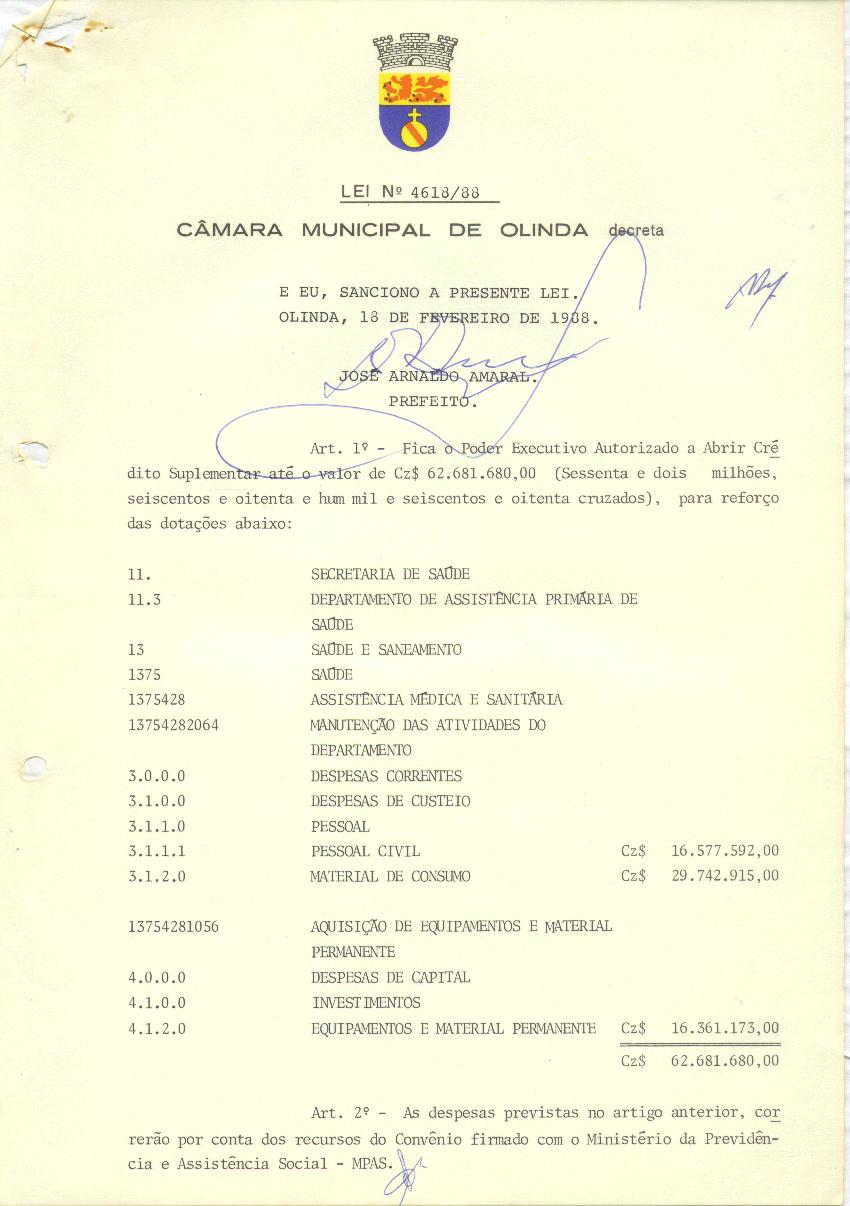 LEI Nº 4618/88
CÂMARA MUNICIPAL DE OLINDA decreta
E EU, SANCIONO A PRESENTE LEI.
OLINDA, 18 DE FEVEREIRO DE 1988.
JOSÉ ARNALDO AMARAL.
PREFEITO.
Art. 1º - Fica o Poder Executivo Autorizado a Abrir Cré
dito Suplementar até o valor de Cz$ 62.681.680,00 (Sessenta e dois milhões,
seiscentos e oitenta e hum mil e seiscentos e oitenta cruzados), para reforço
das dotações abaixo:
11. SECRETARIA DE SAÚDE
11.3 DEPARTAMENTO DE ASSISTÊNCIA PRIMÁRIA DE
SAÚDE
13 SAÚDE E SANEAMENTO
1375 SAÚDE
1375428 ASSISTÊNCIA MÉDICA E SANITÁRIA
13754282064 MANUTENÇÃO DAS ATIVIDADES DO
DEPARTAMENTO
3.0.0.0 DESPESAS CORRENTES
3.1.0.0 DESPESAS DE CUSTEIO
3.1.1.0 PESSOAL
3.1.1.1 PESSOAL CIVIL Cz$ 16.577.592,00
3.1.2.0 MATERIAL DE CONSUMO Cz$ 29.742.915,00
13754281056 AQUISIÇÃO DE EQUIPAMENTOS E MATERIAL
PERMANENTE
4.0.0.0 DESPESAS DE CAPITAL
4.1.0.0 INVESTIMENTOS
4.1.2.0 EQUIPAMENTOS E MATERIAL PERMANENTE Cz$ 16.361.173,00
Cz$ 62.681.680,00
Art. 2º - As despesas previstas no artigo anterior, cor
rerão por conta dos recursos do Convênio firmado com o Ministério da Previdên-
cia e Assistência Social - MPAS.